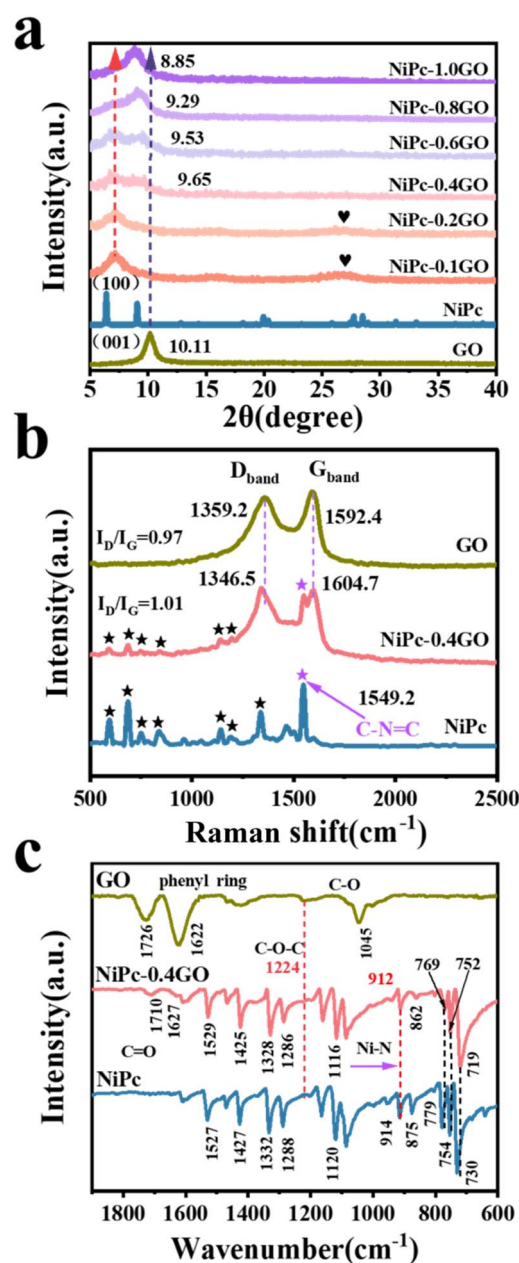 a
Intensity(a.u.)
8.85
NiPc-1.0GO
9.29
NiPc-0.8GO
9.53
NiPc-0.6GO
9.65
NiPc-0.4GO
♥
NiPc-0.2GO
♥
NiPc-0.1GO
(100)
NiPc
(001)
10.11
GO
5 10 15 20 25 30 35 40
2θ(degree)
b
Intensity(a.u.)
D_band G_band
1359.2 1592.4
I_D/I_G=0.97
GO
1346.5 1604.7
I_D/I_G=1.01
NiPc-0.4GO
1549.2
C-N=C
NiPc
500 1000 1500 2000 2500
Raman shift(cm⁻¹)
c
Intensity(a.u.)
GO
phenyl ring
C-O
1726
1622
1045
C-O-C
1224
NiPc-0.4GO
912
769
752
1710
1627
1529
1425
1328
1286
1116
862
719
C=O
Ni-N
NiPc
1527
1427
1332
1288
1120
914
875
779
754
730
1800 1600 1400 1200 1000 800 600
Wavenumber(cm⁻¹)